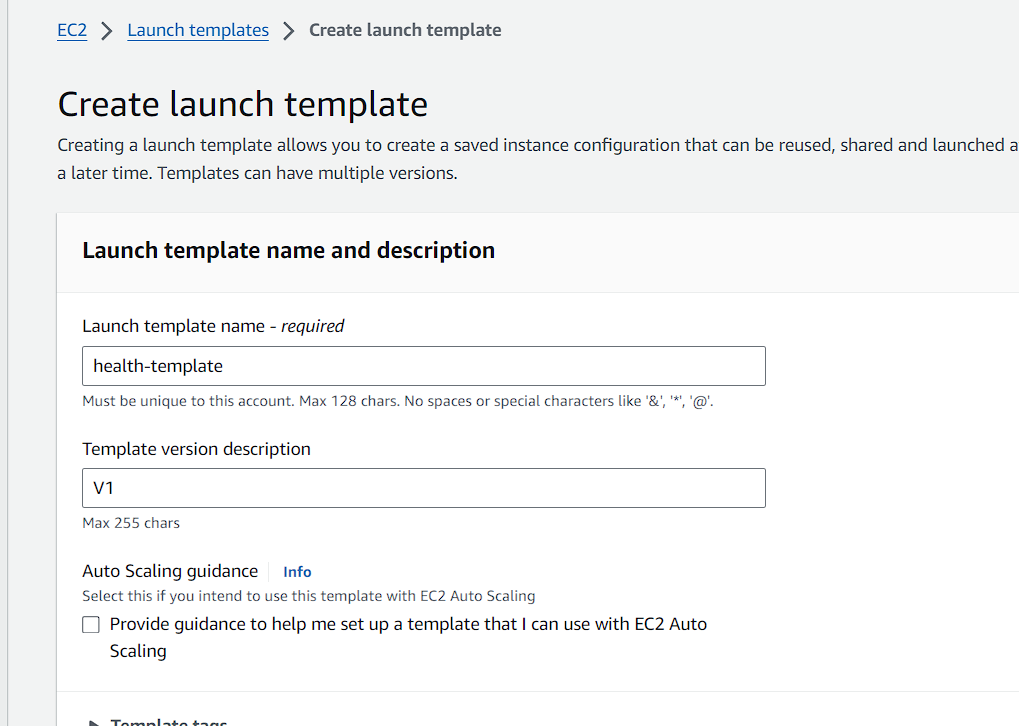 EC2 > Launch templates > Create launch template
Create launch template
Creating a launch template allows you to create a saved instance configuration that can be reused, shared and launched a
a later time. Templates can have multiple versions.
Launch template name and description
Launch template name - required
health-template
Must be unique to this account. Max 128 chars. No spaces or special characters like '&', '*', '@'.
Template version description
V1
Max 255 chars
Auto Scaling guidance Info
Select this if you intend to use this template with EC2 Auto Scaling
Provide guidance to help me set up a template that I can use with EC2 Auto
Scaling
Template tags